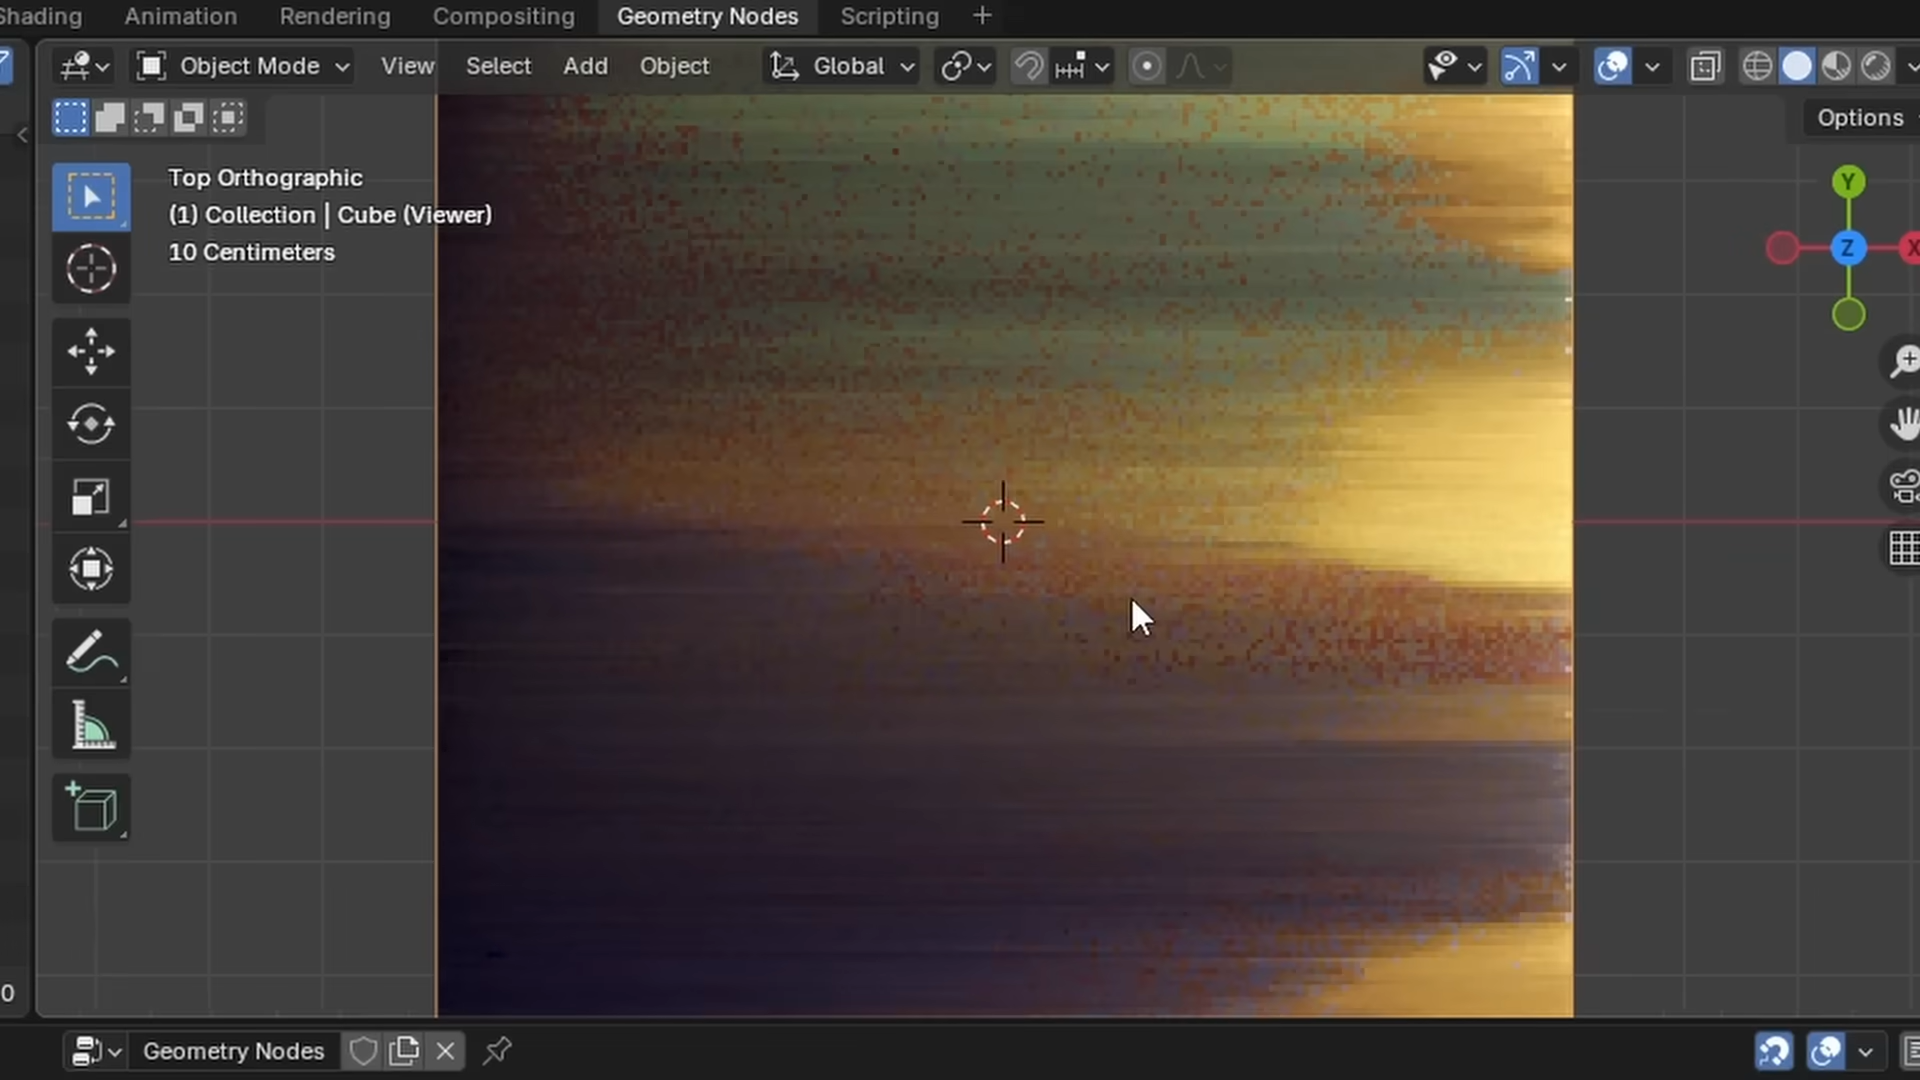 Shading Animation Rendering Compositing Geometry Nodes Scripting +
Object Mode View Select Add Object Global
Options
Top Orthographic
(1) Collection | Cube (Viewer)
10 Centimeters
Y
Z X
0
Geometry Nodes